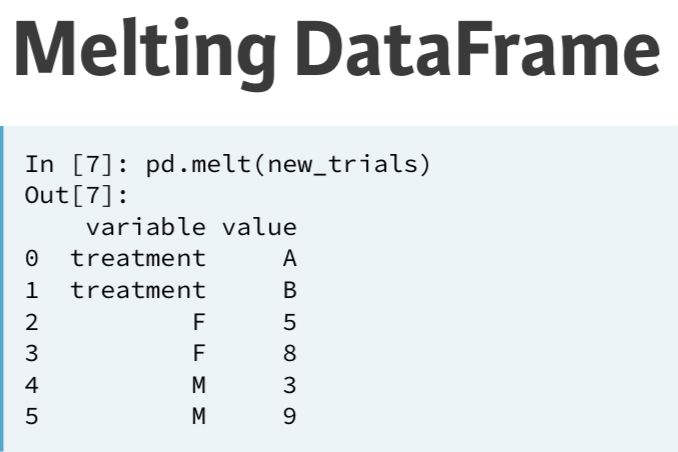 Melting DataFrame
In [7]: pd.melt(new_trials)
Out[7]:
    variable value
0  treatment     A
1  treatment     B
2          F     5
3          F     8
4          M     3
5          M     9